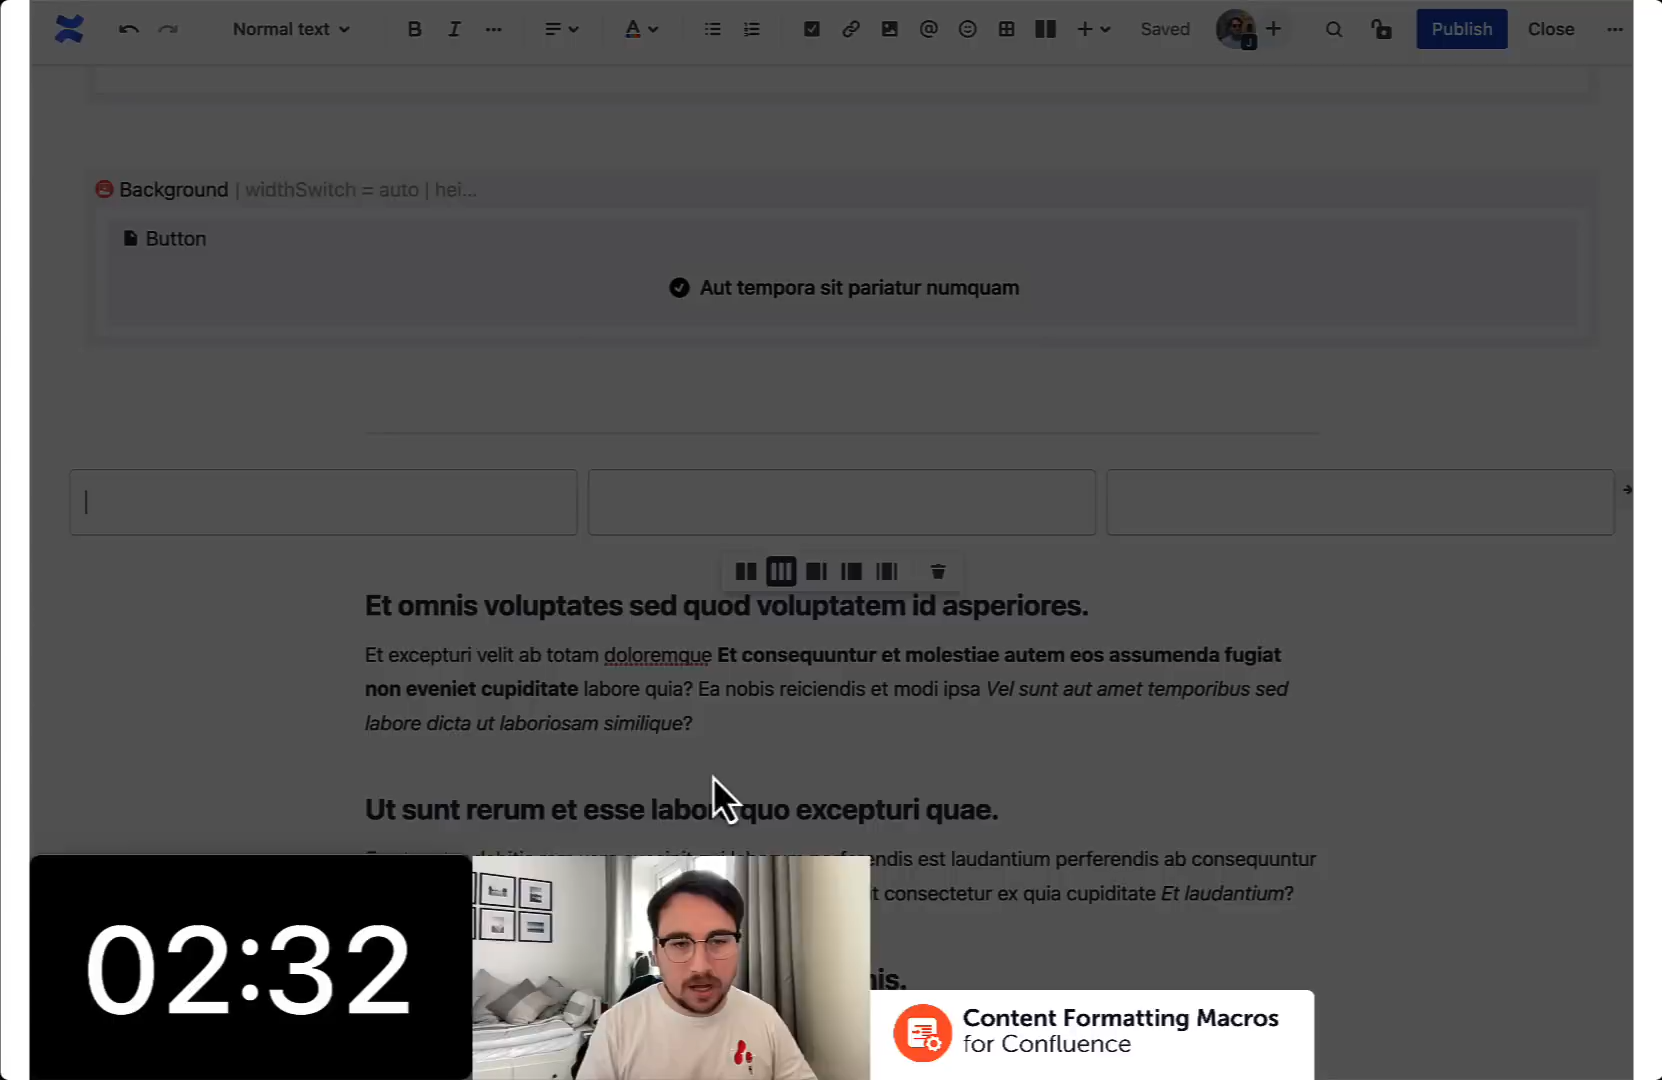 Normal text
B
I
A
@
Saved
J
Publish
Close
Background | widthSwitch = auto | hei...
Button
Aut tempora sit pariatur numquam
Et omnis voluptates sed quod voluptatem id asperiores.
Et excepturi velit ab totam doloremque Et consequuntur et molestiae autem eos assumenda fugiat
non eveniet cupiditate labore quia? Ea nobis reiciendis et modi ipsa Vel sunt aut amet temporibus sed
labore dicta ut laboriosam similique?
Ut sunt rerum et esse labore quo excepturi quae.
est laudantium perferendis ab consequuntur
consectetur ex quia cupiditate Et laudantium?
02:32
Content Formatting Macros
for Confluence